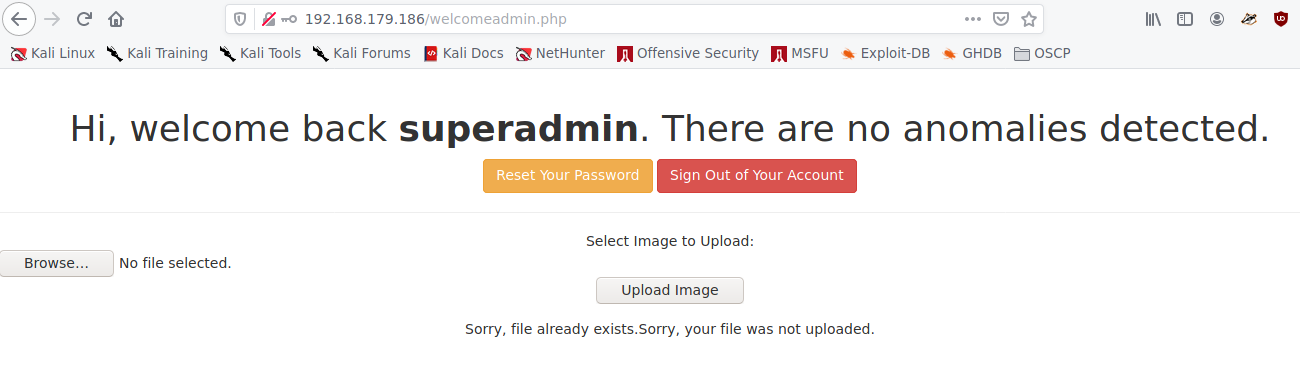 192.168.179.186/welcomeadmin.php
Kali Linux Kali Training Kali Tools Kali Forums Kali Docs NetHunter Offensive Security MSFU Exploit-DB GHDB OSCP
Hi, welcome back superadmin. There are no anomalies detected.
Reset Your Password Sign Out of Your Account
Select Image to Upload:
Browse... No file selected.
Upload Image
Sorry, file already exists.Sorry, your file was not uploaded.